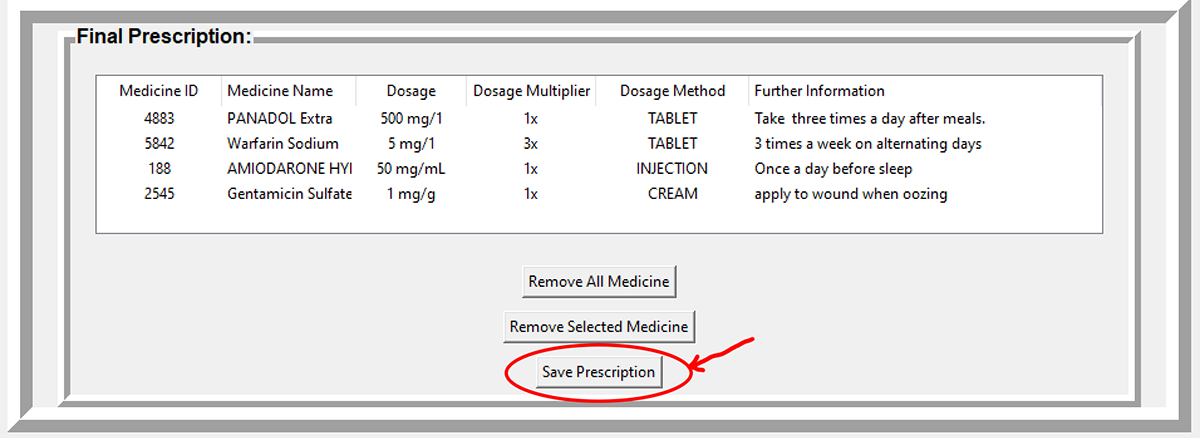 Final Prescription:
Medicine ID Medicine Name Dosage Dosage Multiplier Dosage Method Further Information
4883 PANADOL Extra 500 mg/1 1x TABLET Take  three times a day after meals.
5842 Warfarin Sodium 5 mg/1 3x TABLET 3 times a week on alternating days
188 AMIODARONE HYI 50 mg/mL 1x INJECTION Once a day before sleep
2545 Gentamicin Sulfate 1 mg/g 1x CREAM apply to wound when oozing
Remove All Medicine
Remove Selected Medicine
Save Prescription